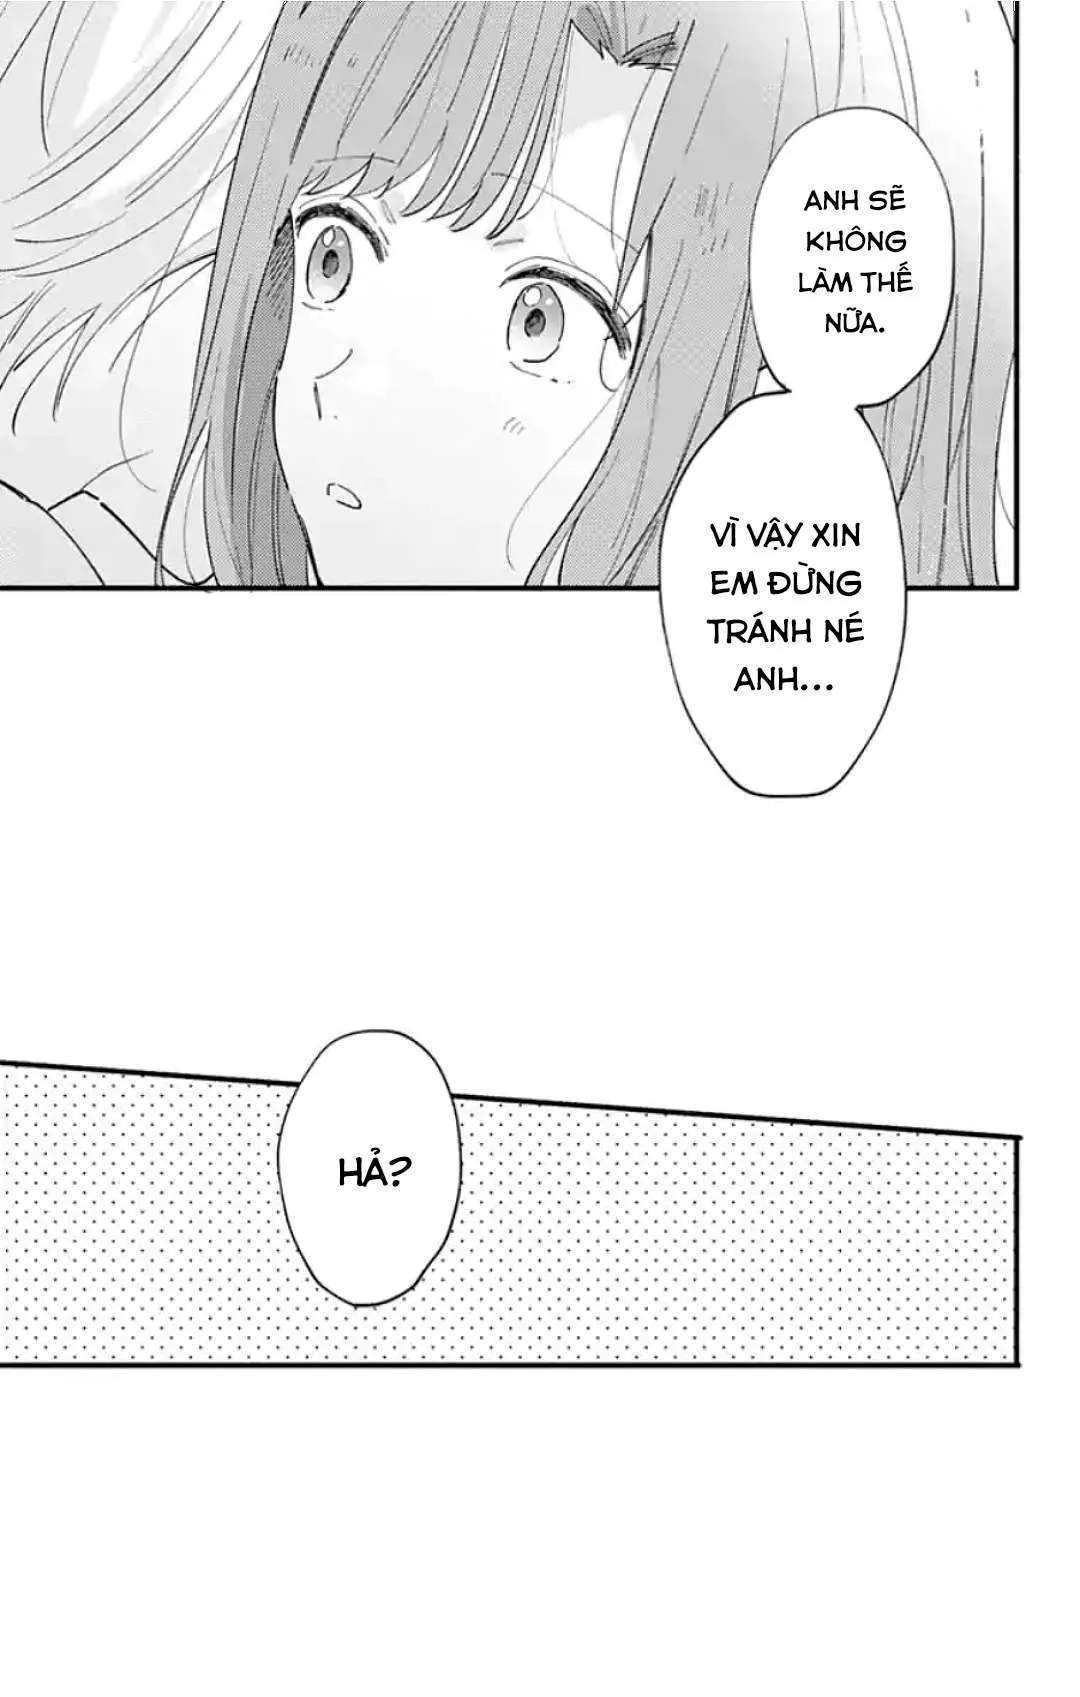 ANH SẼ
KHÔNG
LÀM THẾ
NỮA.
VÌ VẬY XIN
EM ĐỪNG
TRÁNH NÉ
ANH...
HẢ?